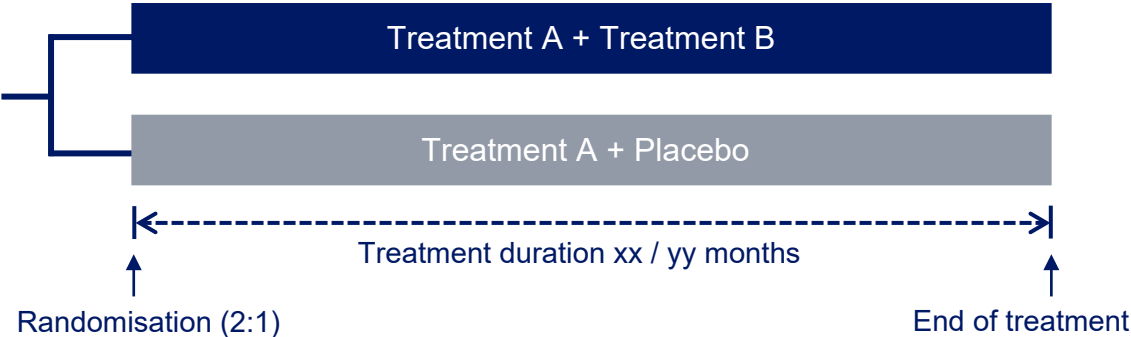 Treatment A + Treatment B
Treatment A + Placebo
Treatment duration xx / yy months
Randomisation (2:1)
End of treatment